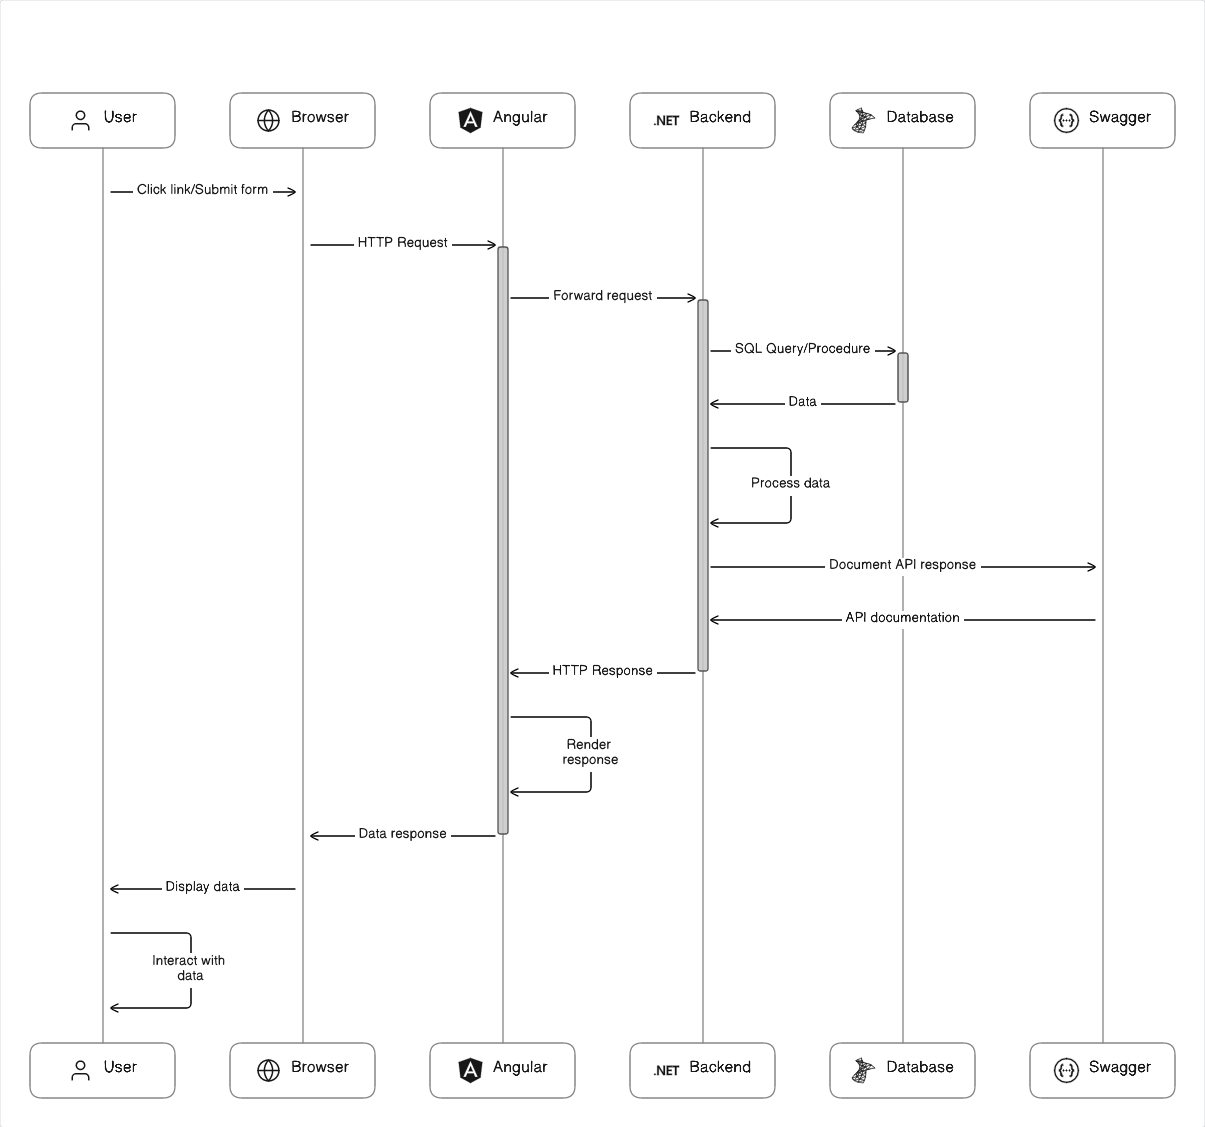 User
Browser
Angular
.NET Backend
Database
Swagger
Click link/Submit form
HTTP Request
Forward request
SQL Query/Procedure
Data
Process data
Document API response
API documentation
HTTP Response
Render
response
Data response
Display data
Interact with
data
User
Browser
Angular
.NET Backend
Database
Swagger